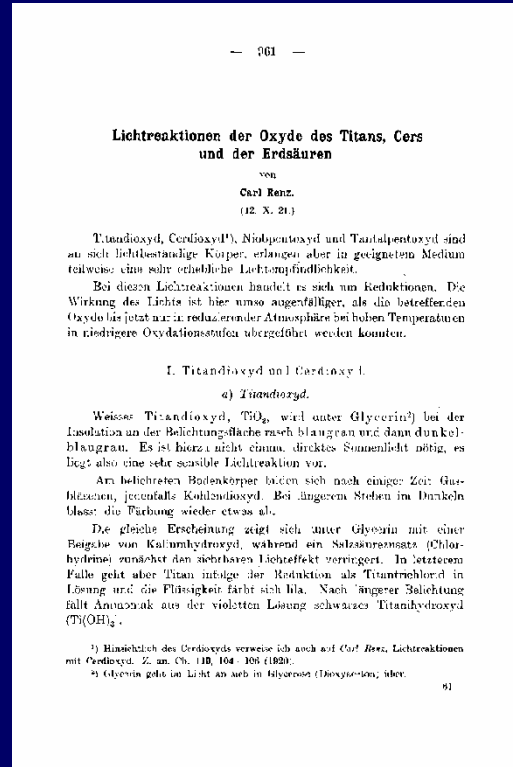 — 961 —
Lichtreaktionen der Oxyde des Titans, Cers
und der Erdsäuren
von
Carl Renz.
(12. X. 21.)
Titandioxyd, Cerdioxyd¹), Niobpentoxyd und Tantalpentoxyd sind
an sich lichtbeständige Körper, erlangen aber in geeignetem Medium
teilweise eine sehr erhebliche Lichtempfindlichkeit.
Bei diesen Lichtreaktionen handelt es sich um Reduktionen. Die
Wirkung des Lichts ist hier umso augenfälliger, als die betreffenden
Oxyde bis jetzt nur in reduzierender Atmosphäre bei hohen Temperaturen
in niedrigere Oxydationsstufen übergeführt werden konnten.
I. Titandioxyd und Cerdioxyd.
a) Titandioxyd.
Weisses Titandioxyd, TiO₂, wird unter Glycerin²) bei der
Insolation an der Belichtungsfläche rasch blaugrau und dann dunkel-
blaugrau. Es ist hierzu nicht einmal direktes Sonnenlicht nötig, es
liegt also eine sehr sensible Lichtreaktion vor.
Am belichteten Bodenkörper bilden sich nach einiger Zeit Gas-
bläschen, jedenfalls Kohlendioxyd. Bei längerem Stehen im Dunkeln
blasst die Färbung wieder etwas ab.
Die gleiche Erscheinung zeigt sich unter Glycerin mit einer
Beigabe von Kaliumhydroxyd, während ein Salzsäurezusatz (Chlor-
hydrine) zunächst den sichtbaren Lichteffekt verringert. In letzterem
Falle geht aber Titan infolge der Reduktion als Titantrichlorid in
Lösung und die Flüssigkeit färbt sich lila. Nach längerer Belichtung
fällt Ammoniak aus der violetten Lösung schwarzes Titanihydroxyd
(Ti(OH)₃).
¹) Hinsichtlich des Cerdioxyds verweise ich auch auf Carl Renz, Lichtreaktionen
mit Cerdioxyd. Z. an. Ch. 110, 104–106 (1920).
²) Glycerin geht im Licht an sich in Glycerose (Dioxyaceton) über.
61